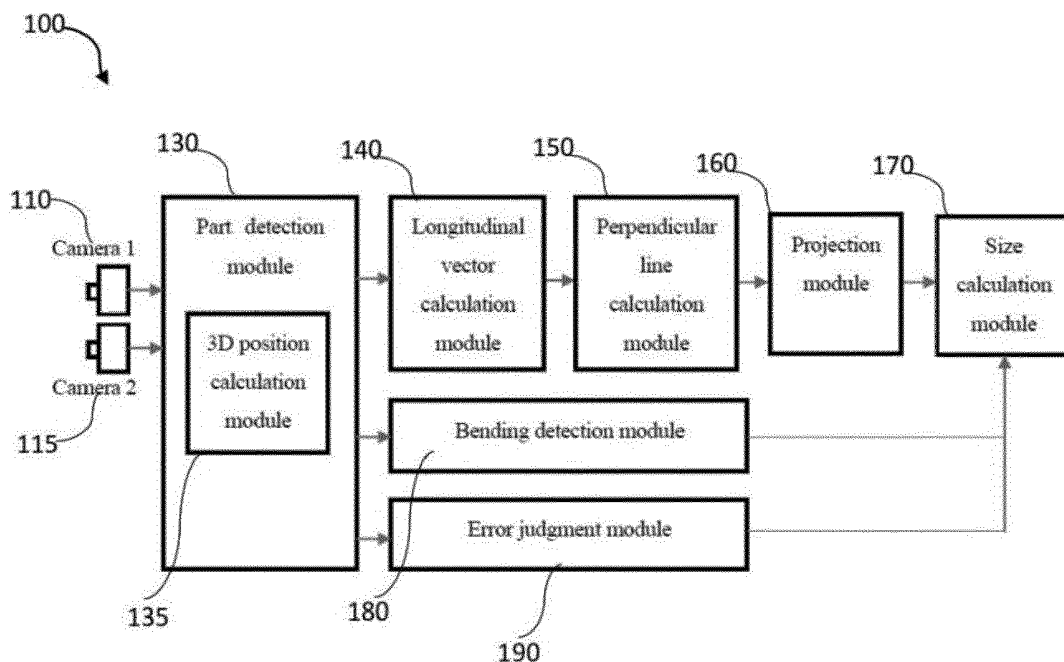 100
130
140
150
160
170
110
Camera 1
Part detection
module
Longitudinal
vector
calculation
module
Perpendicular
line
calculation
module
Projection
module
Size
calculation
module
3D position
calculation
module
Camera 2
115
Bending detection module
Error judgment module
135
180
190